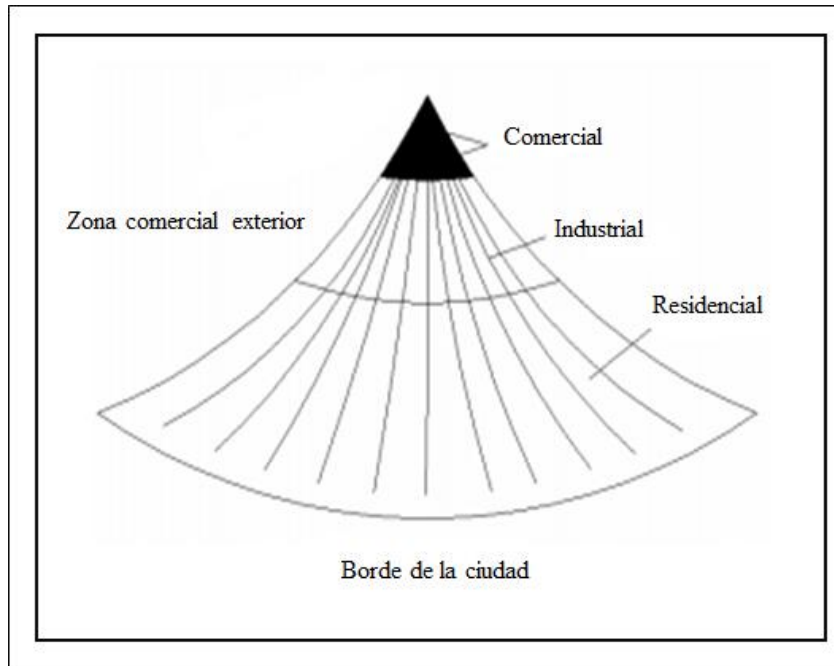 Comercial
Zona comercial exterior
Industrial
Residencial
Borde de la ciudad